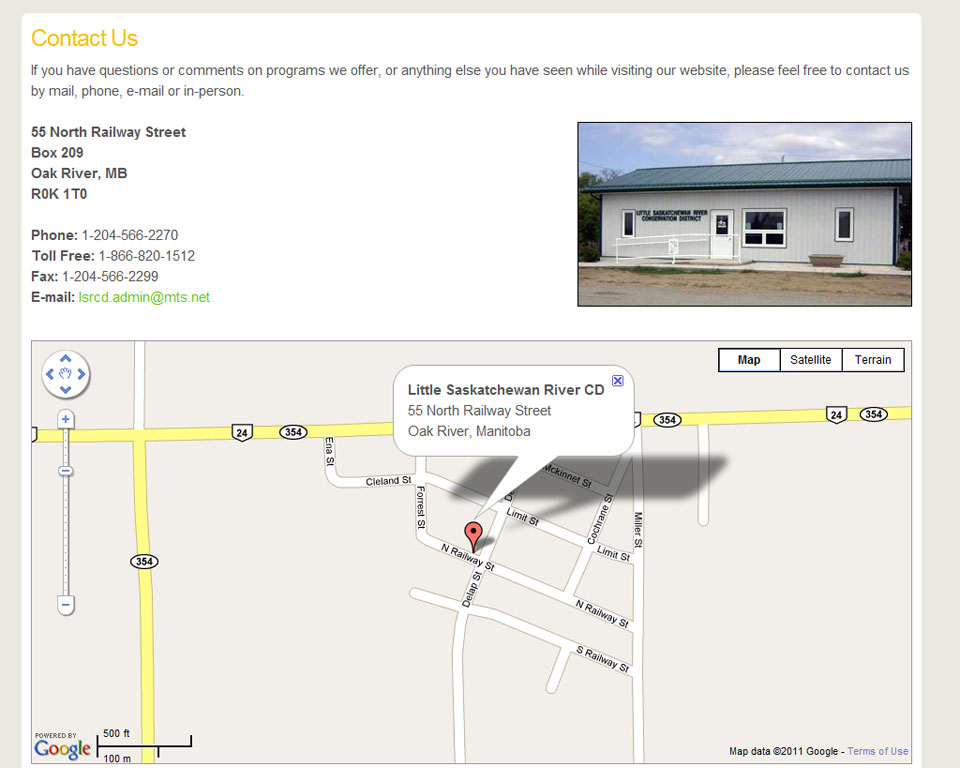 Contact Us
If you have questions or comments on programs we offer, or anything else you have seen while visiting our website, please feel free to contact us
by mail, phone, e-mail or in-person.
55 North Railway Street
Box 209
Oak River, MB
R0K 1T0
Phone: 1-204-566-2270
Toll Free: 1-866-820-1512
Fax: 1-204-566-2299
E-mail: lsrcd.admin@mts.net
LITTLE SASKATCHEWAN RIVER
CONSERVATION DISTRICT
Map
Satellite
Terrain
Little Saskatchewan River CD
55 North Railway Street
Oak River, Manitoba
24
354
354
24
354
Ena St
Cleland St
Forrest St
Mckinnet St
Limit St
Cochrane St
Miller St
Limit St
N Railway St
354
Delap St
N Railway St
S Railway St
POWERED BY
Google
500 ft
100 m
Map data ©2011 Google - Terms of Use